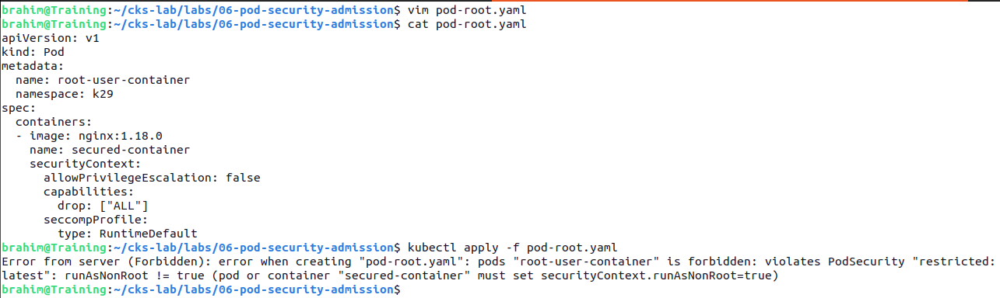 brahim@Training:~/cks-lab/labs/06-pod-security-admission$ vim pod-root.yaml
brahim@Training:~/cks-lab/labs/06-pod-security-admission$ cat pod-root.yaml
apiVersion: v1
kind: Pod
metadata:
  name: root-user-container
  namespace: k29
spec:
  containers:
  - image: nginx:1.18.0
    name: secured-container
    securityContext:
      allowPrivilegeEscalation: false
      capabilities:
        drop: ["ALL"]
      seccompProfile:
        type: RuntimeDefault
brahim@Training:~/cks-lab/labs/06-pod-security-admission$ kubectl apply -f pod-root.yaml
Error from server (Forbidden): error when creating "pod-root.yaml": pods "root-user-container" is forbidden: violates PodSecurity "restricted:
latest": runAsNonRoot != true (pod or container "secured-container" must set securityContext.runAsNonRoot=true)
brahim@Training:~/cks-lab/labs/06-pod-security-admission$